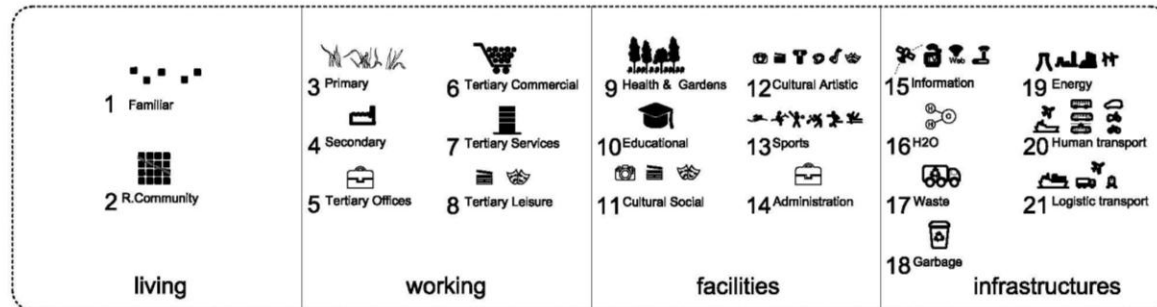 1 Familiar
2 R.Community
living
3 Primary
4 Secondary
5 Tertiary Offices
6 Tertiary Commercial
7 Tertiary Services
8 Tertiary Leisure
working
9 Health & Gardens
10 Educational
11 Cultural Social
12 Cultural Artistic
13 Sports
14 Administration
facilities
Web
15 Information
H H O
16 H2O
17 Waste
18 Garbage
19 Energy
20 Human transport
21 Logistic transport
infrastructures